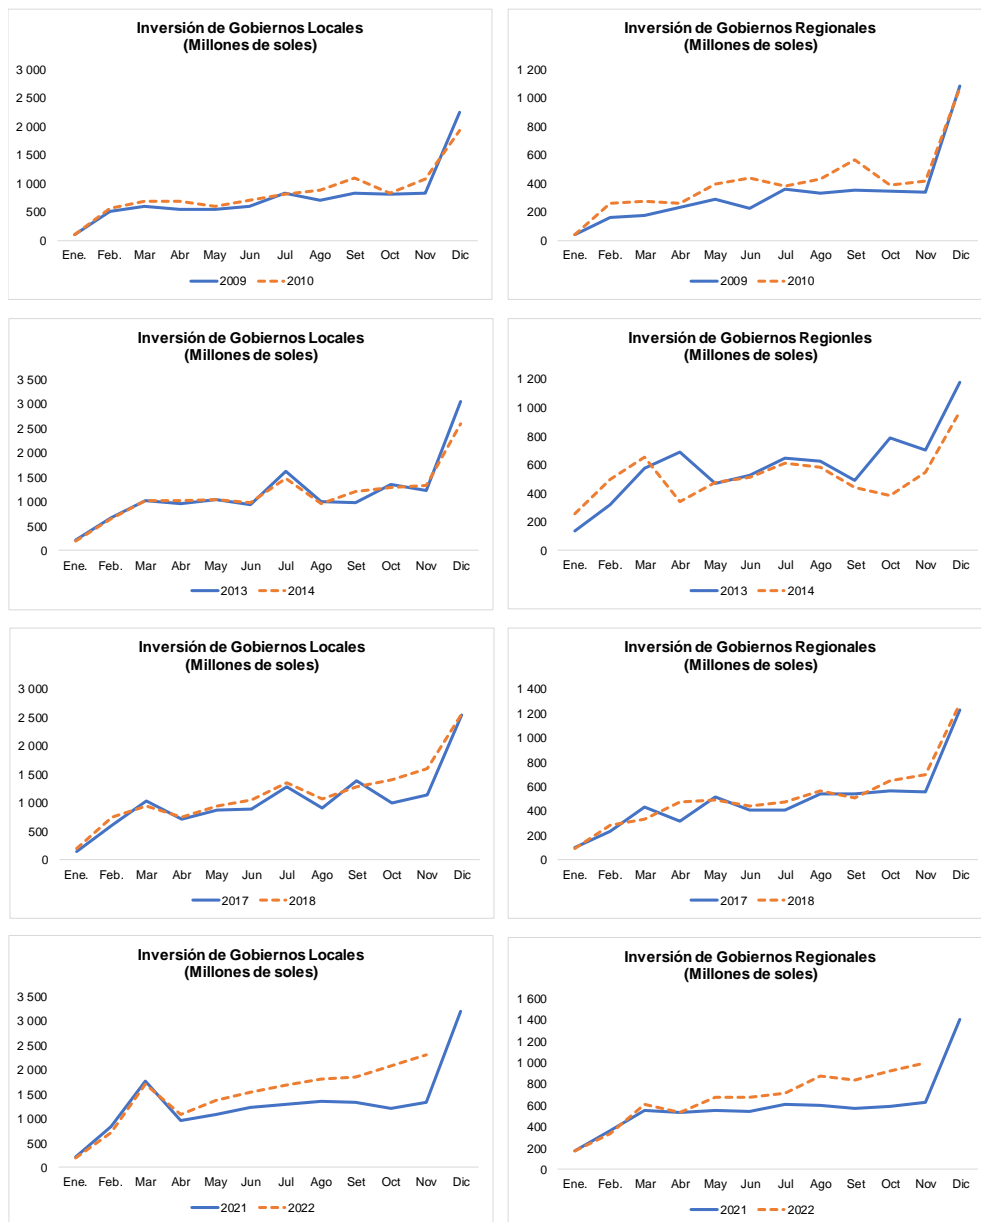 Inversión de Gobiernos Locales
(Millones de soles)
3 000
2 500
2 000
1 500
1 000
500
0
Ene. Feb. Mar Abr May Jun Jul Ago Set Oct Nov Dic
2009 2010
Inversión de Gobiernos Regionales
(Millones de soles)
1 200
1 000
800
600
400
200
0
Ene. Feb. Mar Abr May Jun Jul Ago Set Oct Nov Dic
2009 2010
Inversión de Gobiernos Locales
(Millones de soles)
3 500
3 000
2 500
2 000
1 500
1 000
500
0
Ene. Feb. Mar Abr May Jun Jul Ago Set Oct Nov Dic
2013 2014
Inversión de Gobiernos Regionles
(Millones de soles)
1 200
1 000
800
600
400
200
0
Ene. Feb. Mar Abr May Jun Jul Ago Set Oct Nov Dic
2013 2014
Inversión de Gobiernos Locales
(Millones de soles)
3 000
2 500
2 000
1 500
1 000
500
0
Ene. Feb. Mar Abr May Jun Jul Ago Set Oct Nov Dic
2017 2018
Inversión de Gobiernos Regionales
(Millones de soles)
1 400
1 200
1 000
800
600
400
200
0
Ene. Feb. Mar Abr May Jun Jul Ago Set Oct Nov Dic
2017 2018
Inversión de Gobiernos Locales
(Millones de soles)
3 500
3 000
2 500
2 000
1 500
1 000
500
0
Ene. Feb. Mar Abr May Jun Jul Ago Set Oct Nov Dic
2021 2022
Inversión de Gobiernos Regionales
(Millones de soles)
1 600
1 400
1 200
1 000
800
600
400
200
0
Ene. Feb. Mar Abr May Jun Jul Ago Set Oct Nov Dic
2021 2022